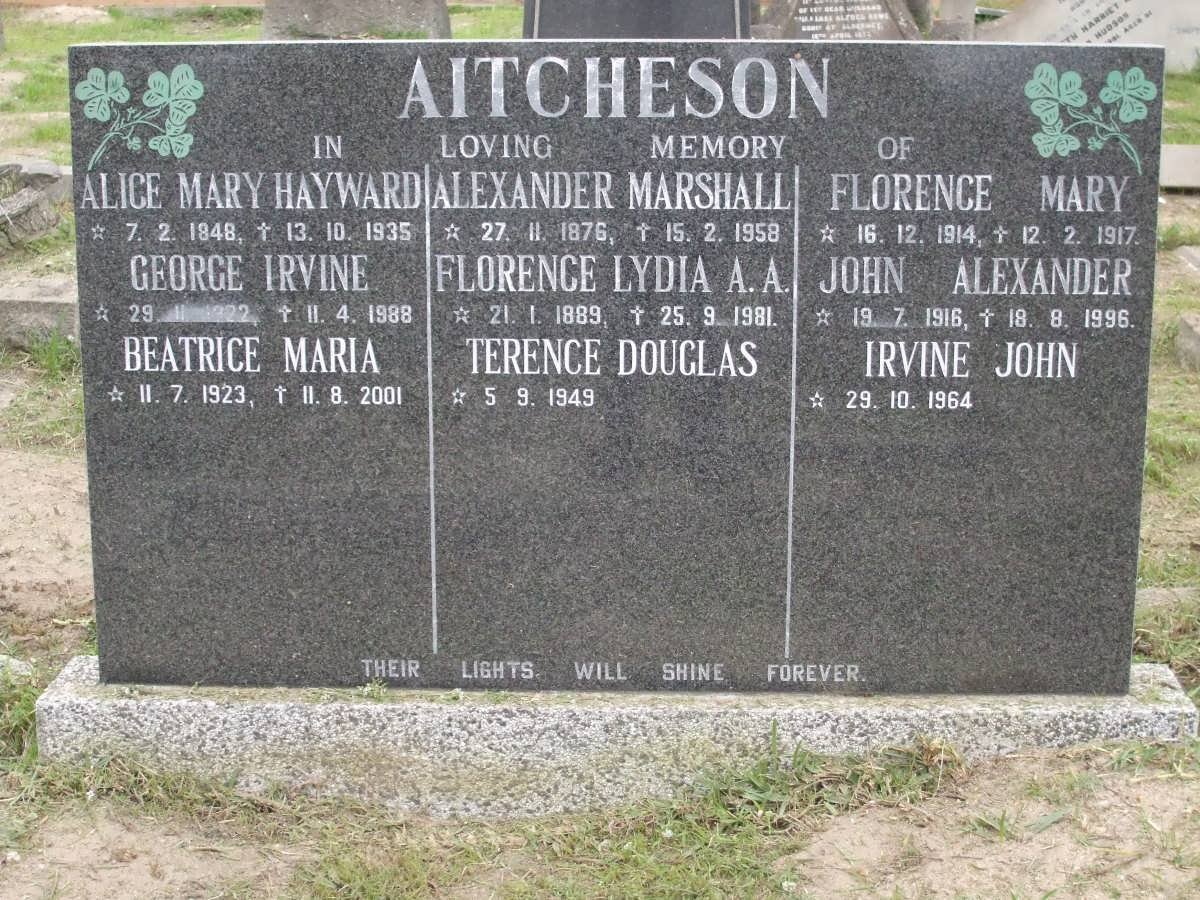 AITCHESON
IN LOVING MEMORY OF
ALICE MARY HAYWARD
☆ 7. 2. 1848, † 13. 10. 1935
GEORGE IRVINE
☆ 29. 11. 1922, † 11. 4. 1988
BEATRICE MARIA
☆ 11. 7. 1923, † 11. 8. 2001
ALEXANDER MARSHALL
☆ 27. 11. 1876, † 15. 2. 1958
FLORENCE LYDIA A. A.
☆ 21. 1. 1889, † 25. 9. 1981.
TERENCE DOUGLAS
☆ 5 9. 1949
FLORENCE MARY
☆ 16. 12. 1914, † 12. 2. 1917.
JOHN ALEXANDER
☆ 19. 7. 1916, † 18. 8. 1996.
IRVINE JOHN
☆ 29. 10. 1964
THEIR LIGHTS. WILL SHINE FOREVER.